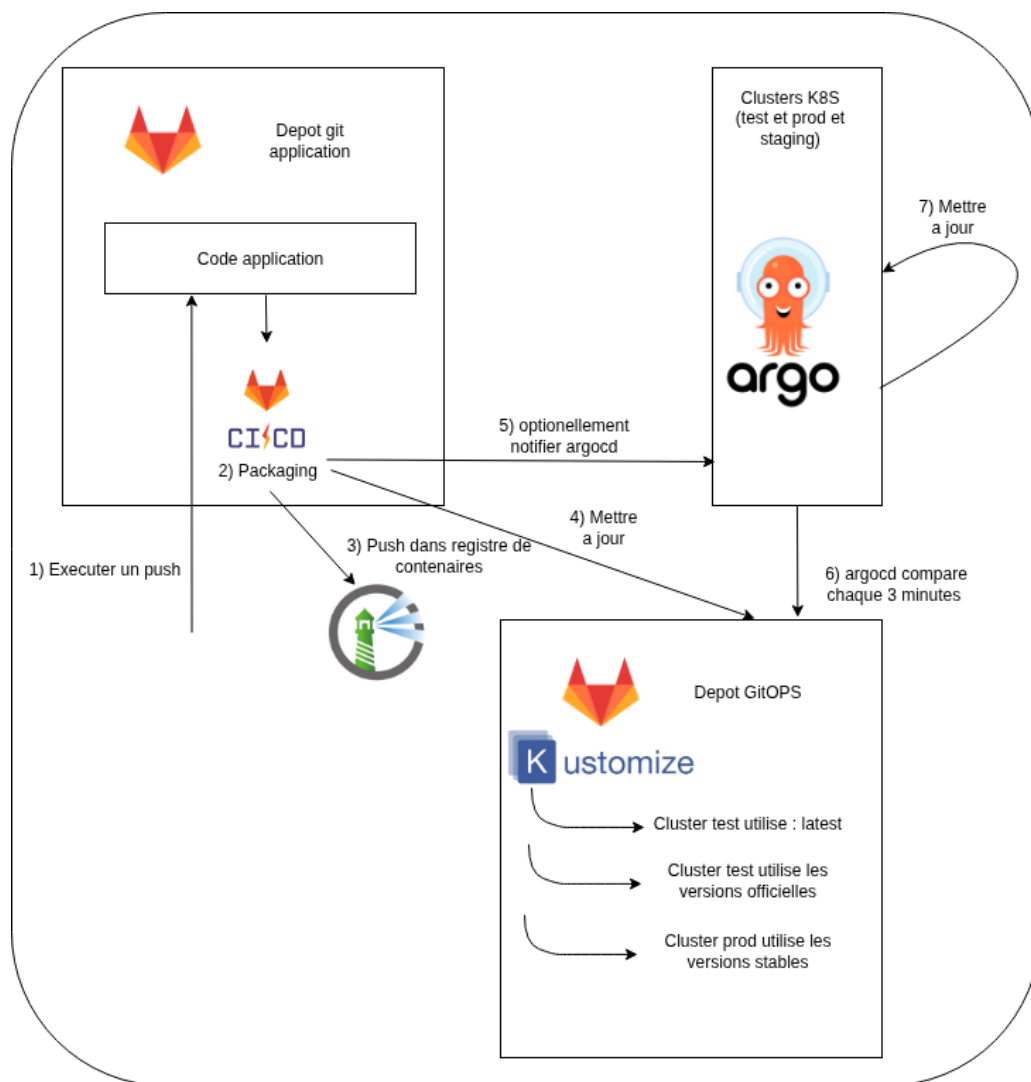 Depot git
application
Code application
CI/CD
2) Packaging
1) Executer un push
3) Push dans registre de
contenaires
5) optionellement
notifier argocd
4) Mettre
a jour
Clusters K8S
(test et prod et
staging)
argo
7) Mettre
a jour
6) argocd compare
chaque 3 minutes
Depot GitOPS
Kustomize
Cluster test utilise : latest
Cluster test utilise les
versions officielles
Cluster prod utilise les
versions stables